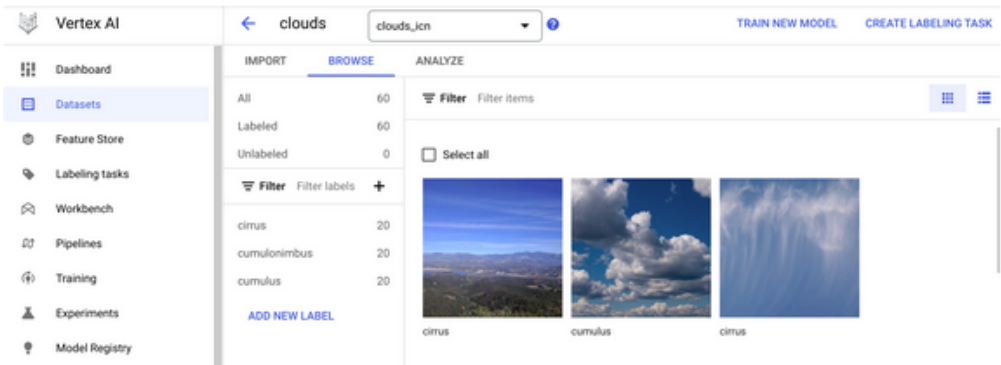 Vertex AI
clouds
clouds_icn
TRAIN NEW MODEL
CREATE LABELING TASK
Dashboard
Datasets
Feature Store
Labeling tasks
Workbench
Pipelines
Training
Experiments
Model Registry
IMPORT
BROWSE
ANALYZE
All 60
Labeled 60
Unlabeled 0
Filter Filter labels +
cirrus 20
cumulonimbus 20
cumulus 20
ADD NEW LABEL
Filter Filter items
Select all
cirrus
cumulus
cirrus